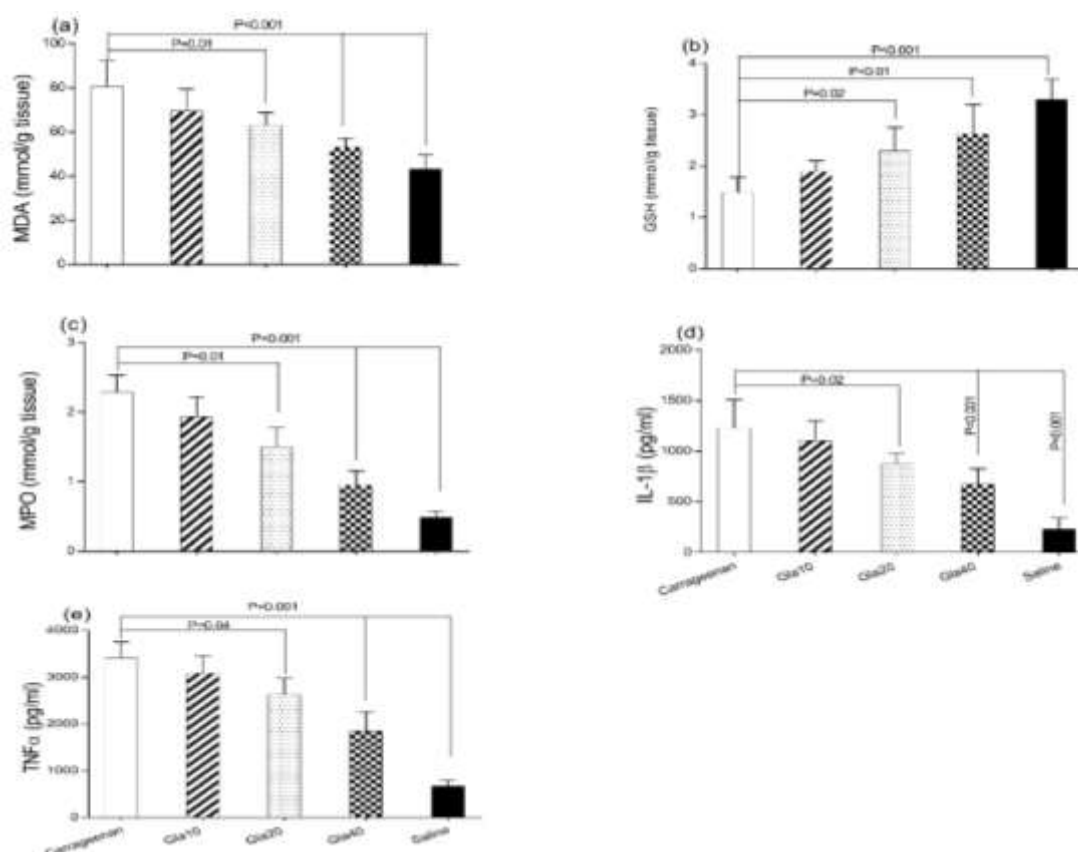 (a)
P<0.001
P=0.01
100
80
60
40
20
0
MDA (mmol/g tissue)
(b)
P<0.001
P<0.01
P=0.02
4
3
2
1
0
GSH (mmol/g tissue)
(c)
P<0.001
P<0.01
3
2
1
0
MPO (mmol/g tissue)
(d)
P=0.02
P<0.001
P<0.001
2000
1500
1000
500
0
IL-1β (pg/ml)
Carrageenan Gla10 Gla20 Gla40 Saline
(e)
P<0.001
P=0.04
4000
3000
2000
1000
0
TNFα (pg/ml)
Carrageenan Gla10 Gla20 Gla40 Saline